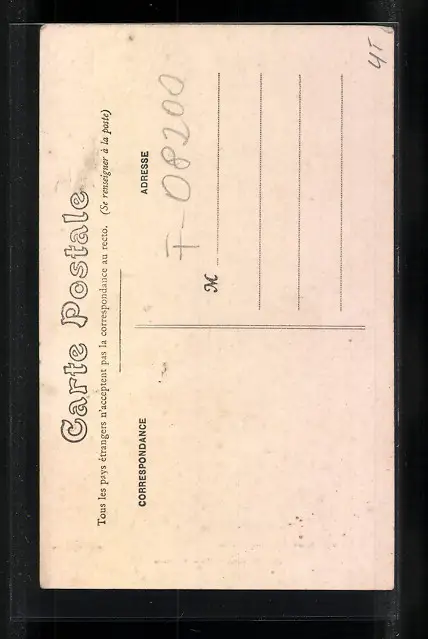 Carte Postale
Tous les pays étrangers n'acceptent pas la correspondance au recto. (Se renseigner à la poste)
CORRESPONDANCE
ADRESSE
F-08200
M